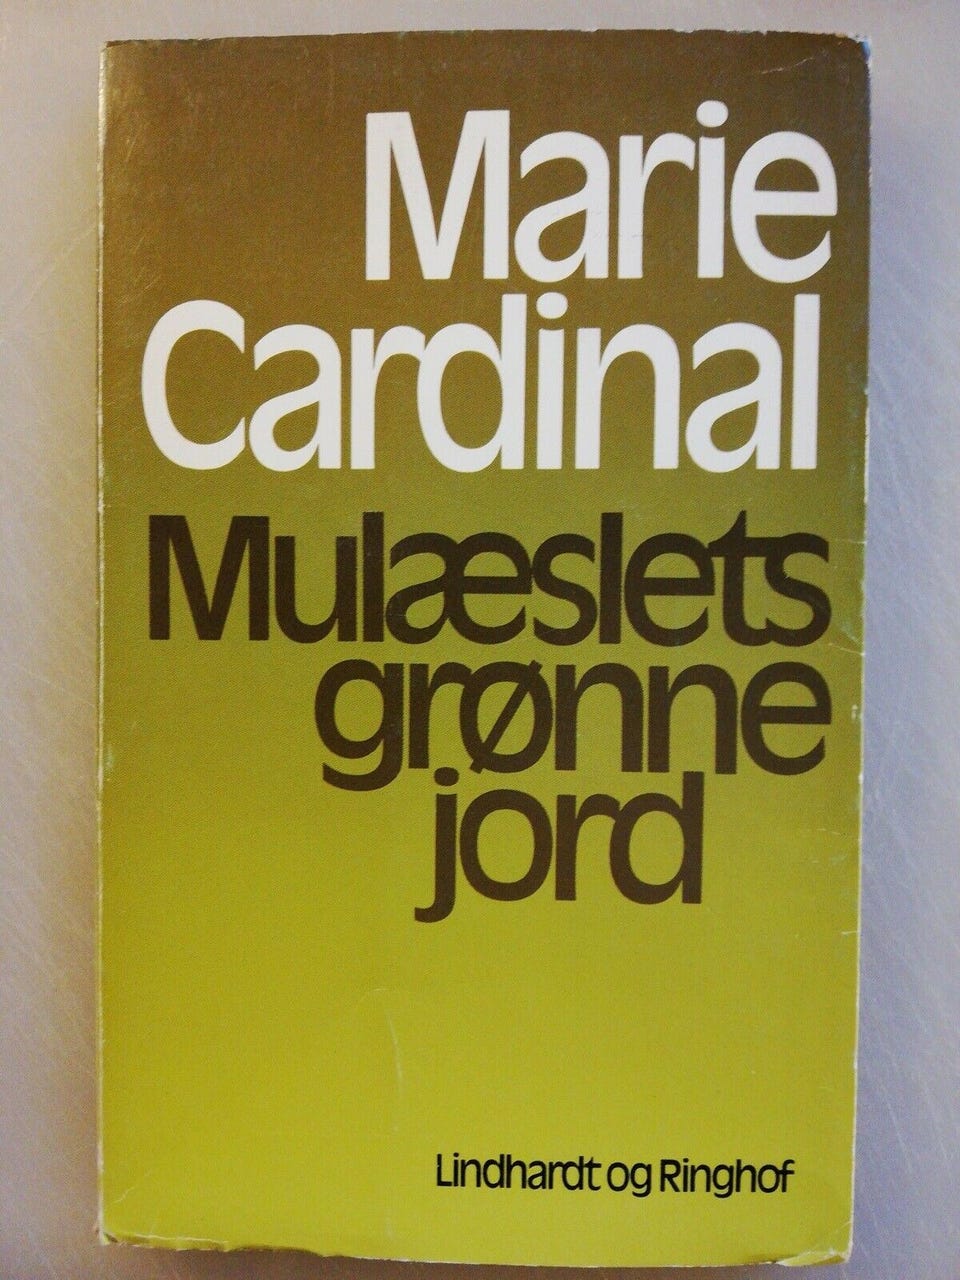 Marie
Cardinal
Mulæslets
grønne
jord
Lindhardt og Ringhof